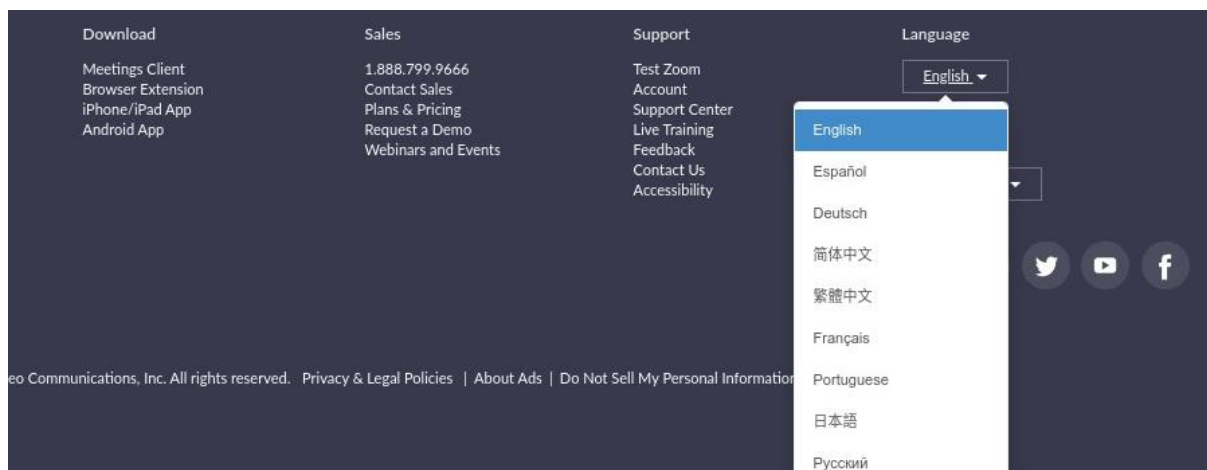 Download
Meetings Client
Browser Extension
iPhone/iPad App
Android App
Sales
1.888.799.9666
Contact Sales
Plans & Pricing
Request a Demo
Webinars and Events
Support
Test Zoom
Account
Support Center
Live Training
Feedback
Contact Us
Accessibility
Language
English
English
Español
Deutsch
简体中文
繁體中文
Français
Portuguese
日本語
Русский
eo Communications, Inc. All rights reserved. Privacy & Legal Policies | About Ads | Do Not Sell My Personal Information